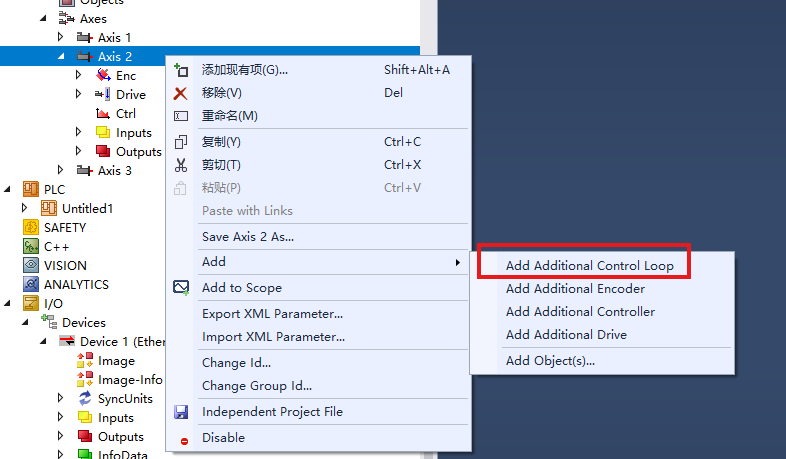 Objects
Axes
Axis 1
Axis 2
Enc
Drive
Ctrl
Inputs
Outputs
Axis 3
PLC
Untitled1
SAFETY
C++
VISION
ANALYTICS
I/O
Devices
Device 1 (Ether
Image
Image-Info
SyncUnits
Inputs
Outputs
InfoData
添加现有项(G)... Shift+Alt+A
移除(V) Del
重命名(M)
复制(Y) Ctrl+C
剪切(T) Ctrl+X
粘贴(P) Ctrl+V
Paste with Links
Save Axis 2 As...
Add
Add to Scope
Export XML Parameter...
Import XML Parameter...
Change Id...
Change Group Id...
Independent Project File
Disable
Add Additional Control Loop
Add Additional Encoder
Add Additional Controller
Add Additional Drive
Add Object(s)...